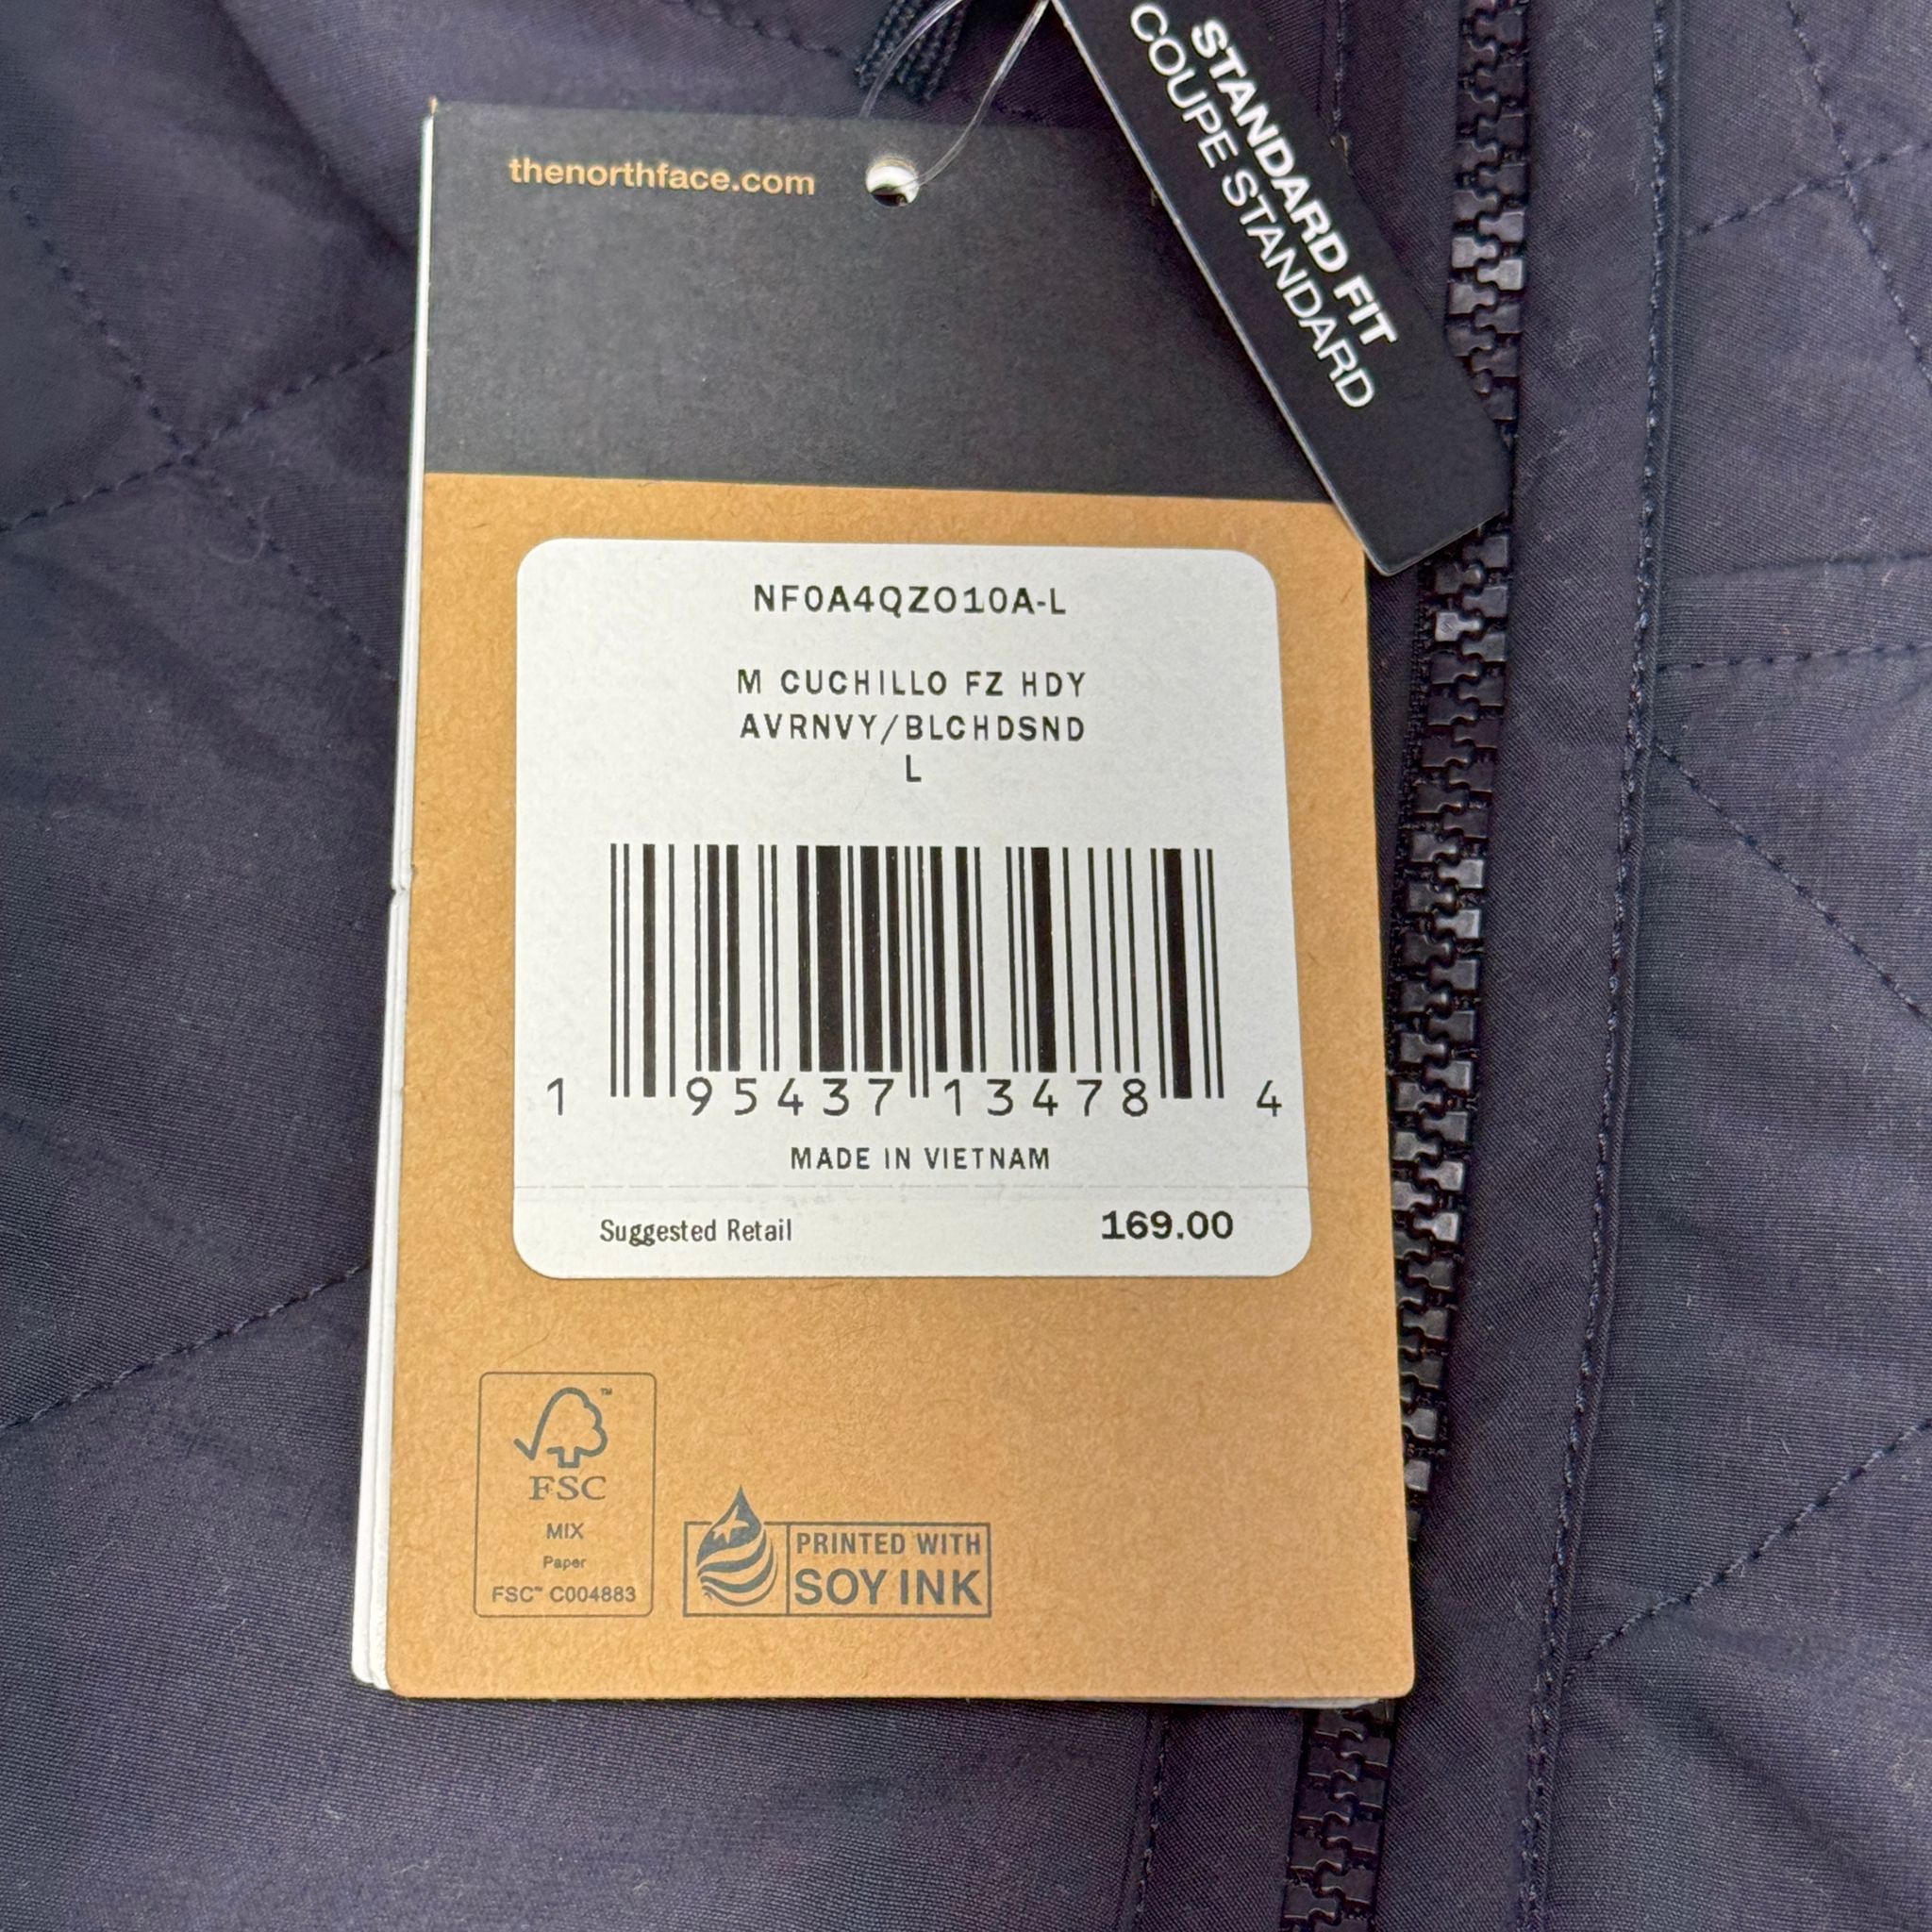 STANDARD FIT
COUPE STANDARD
thenorthface.com
NF0A4QZO10A-L
M CUCHILLO FZ HDY
AVRNVY/BLCHDSND
L
1 95437 13478 4
MADE IN VIETNAM
Suggested Retail 169.00
FSC
MIX
Paper
FSC™ C004883
PRINTED WITH
SOY INK